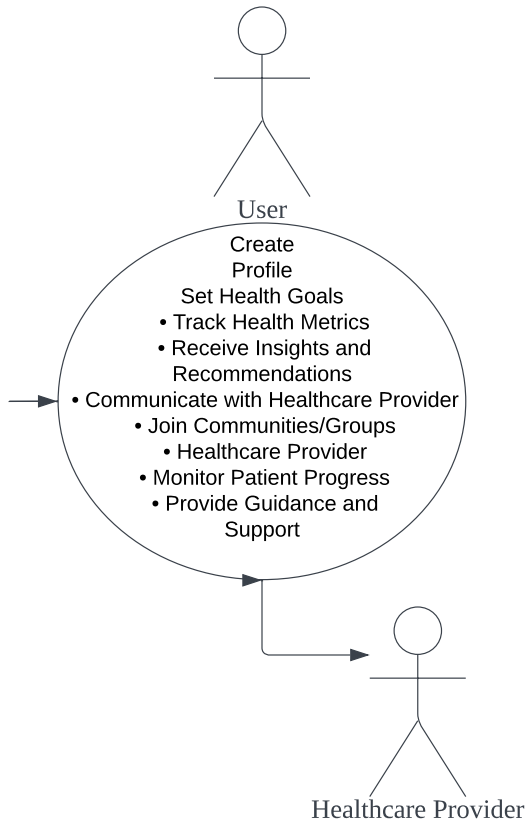 User
Create
Profile
Set Health Goals
• Track Health Metrics
• Receive Insights and
Recommendations
• Communicate with Healthcare Provider
• Join Communities/Groups
• Healthcare Provider
• Monitor Patient Progress
• Provide Guidance and
Support
Healthcare Provider